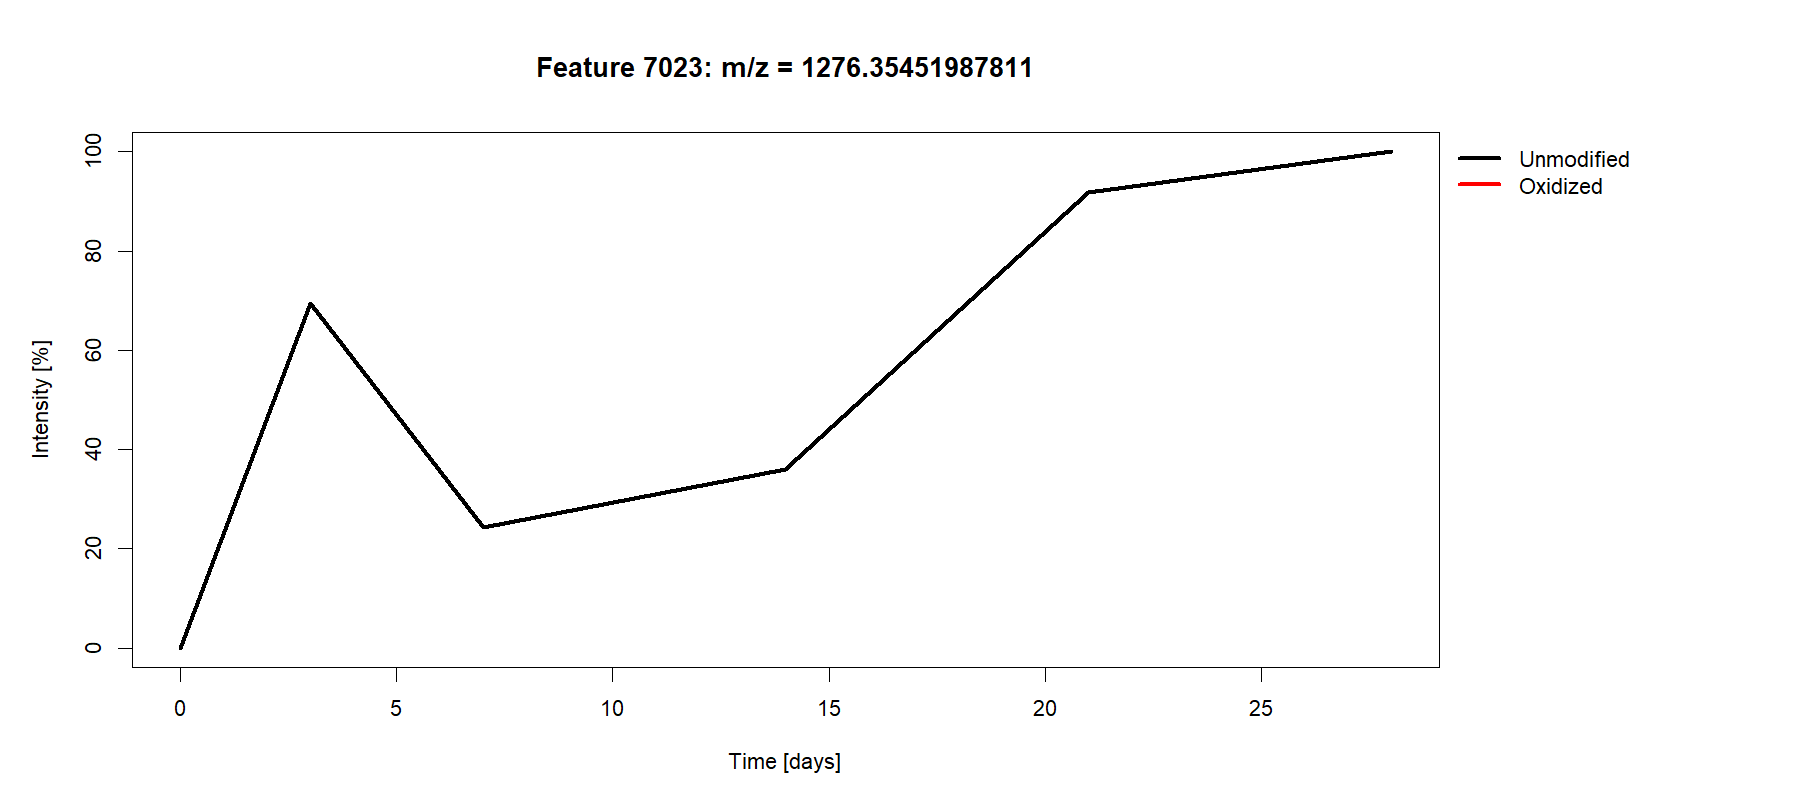 Feature 7023: m/z = 1276.35451987811
Unmodified
Oxidized
Intensity [%]
100
80
60
40
20
0
0 5 10 15 20 25
Time [days]